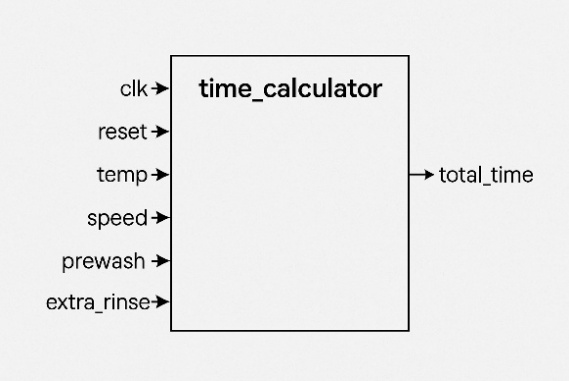 time_calculator
clk
reset
temp
speed
prewash
extra_rinse
total_time